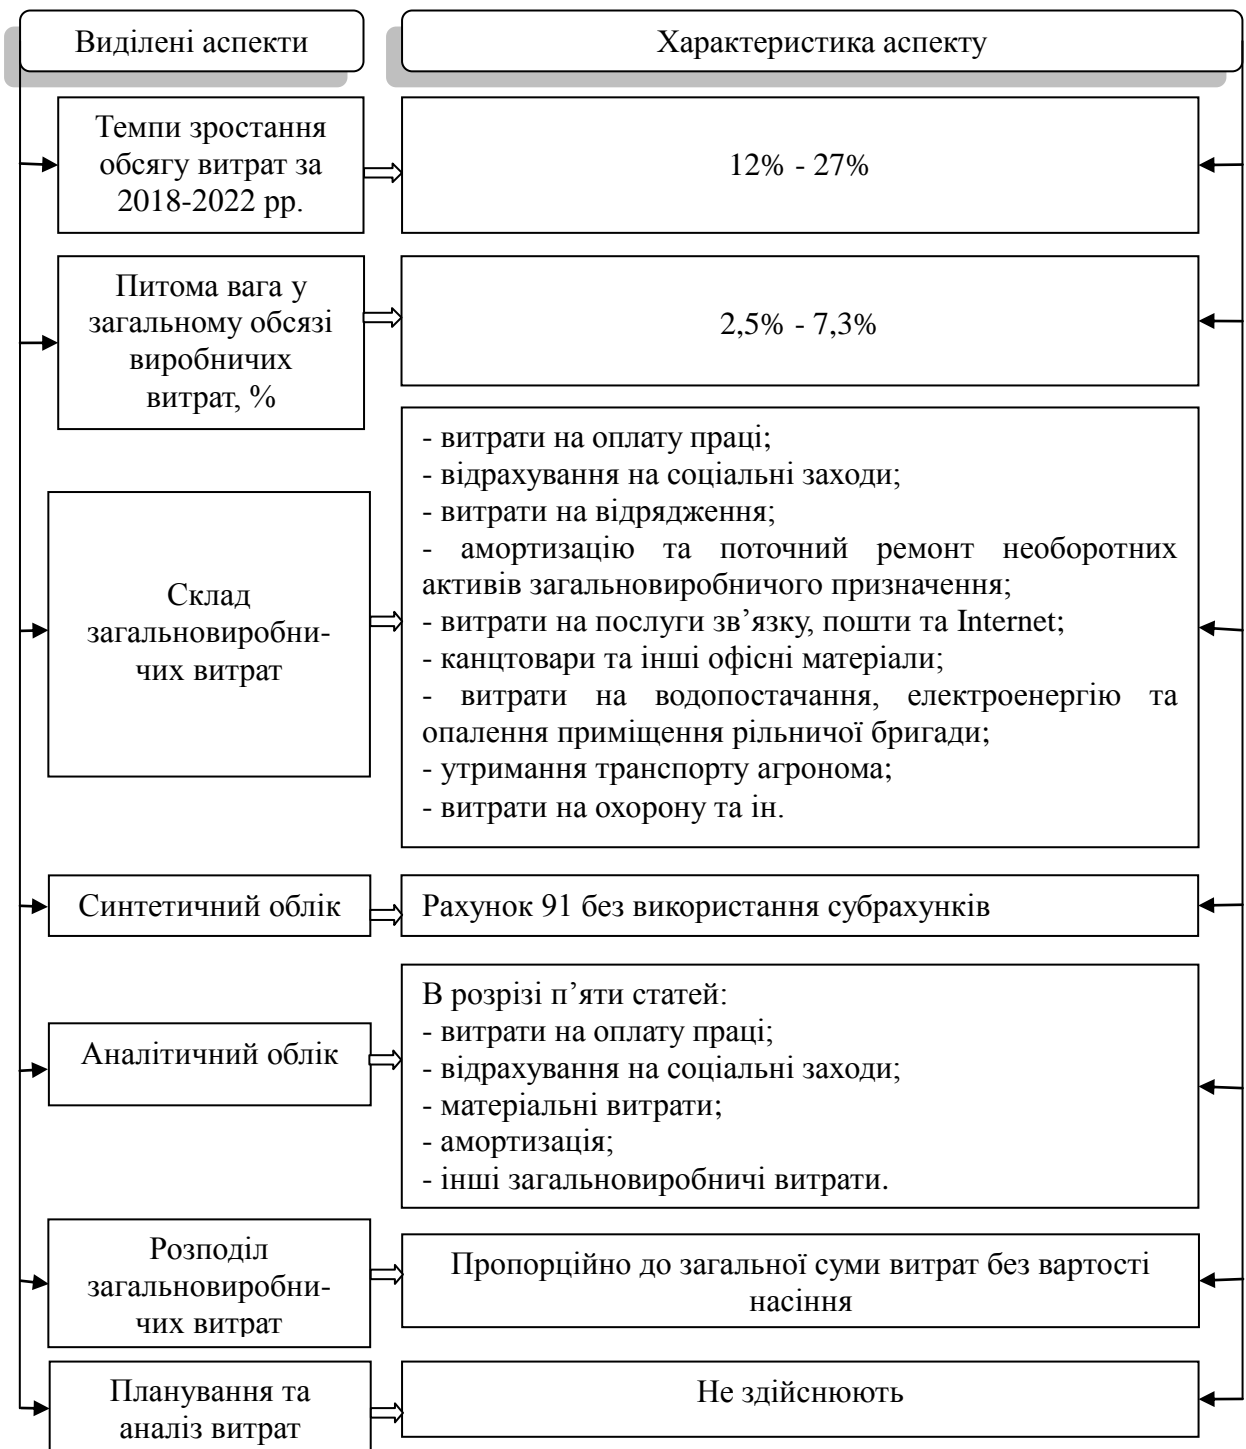 Виділені аспекти
Характеристика аспекту
Темпи зростання
обсягу витрат за
2018-2022 рр.
12% - 27%
Питома вага у
загальному обсязі
виробничих
витрат, %
2,5% - 7,3%
Склад
загальновиробни-
чих витрат
- витрати на оплату праці;
- відрахування на соціальні заходи;
- витрати на відрядження;
- амортизацію та поточний ремонт необоротних
активів загальновиробничого призначення;
- витрати на послуги зв’язку, пошти та Internet;
- канцтовари та інші офісні матеріали;
- витрати на водопостачання, електроенергію та
опалення приміщення рільничої бригади;
- утримання транспорту агронома;
- витрати на охорону та ін.
Синтетичний облік
Рахунок 91 без використання субрахунків
Аналітичний облік
В розрізі п’яти статей:
- витрати на оплату праці;
- відрахування на соціальні заходи;
- матеріальні витрати;
- амортизація;
- інші загальновиробничі витрати.
Розподіл
загальновиробни-
чих витрат
Пропорційно до загальної суми витрат без вартості
насіння
Планування та
аналіз витрат
Не здійснюють